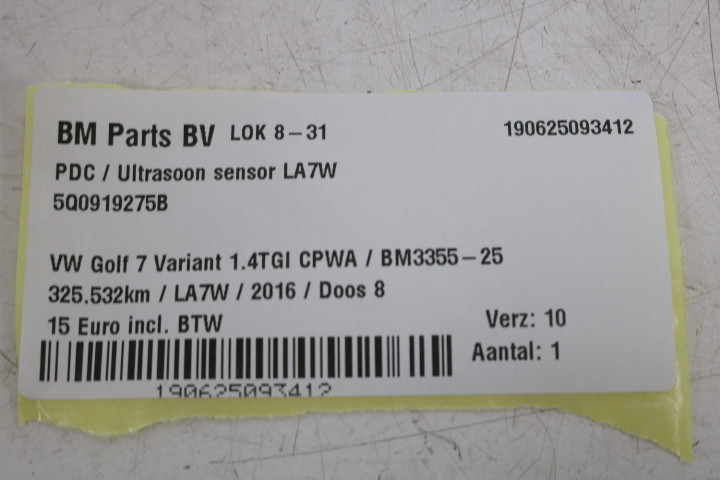 BM Parts BV LOK 8-31 190625093412
PDC / Ultrasoon sensor LA7W
5Q0919275B
VW Golf 7 Variant 1.4TGI CPWA / BM3355-25
325.532km / LA7W / 2016 / Doos 8
15 Euro incl. BTW Verz: 10
Aantal: 1
190625093412